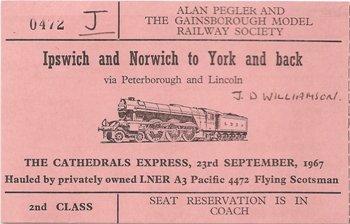 0472 J
ALAN PEGLER AND
THE GAINSBOROUGH MODEL
RAILWAY SOCIETY
Ipswich and Norwich to York and back
via Peterborough and Lincoln
J. D WILLIAMSON.
THE CATHEDRALS EXPRESS, 23rd SEPTEMBER, 1967
Hauled by privately owned LNER A3 Pacific 4472 Flying Scotsman
2nd CLASS
SEAT RESERVATION IS IN
COACH